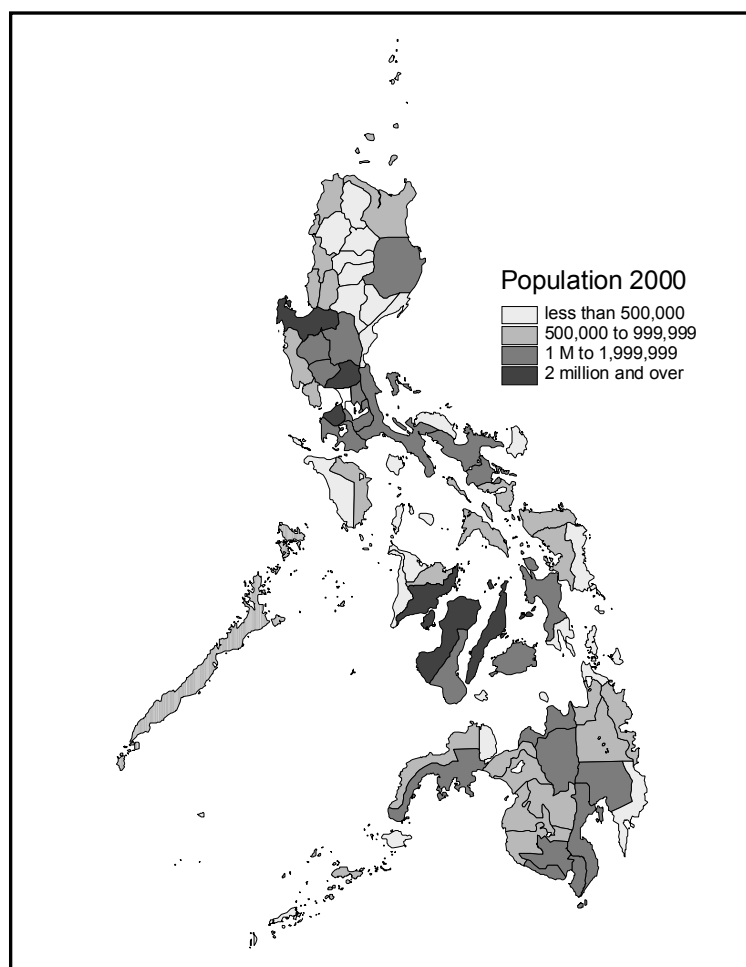 Population 2000
less than 500,000
500,000 to 999,999
1 M to 1,999,999
2 million and over